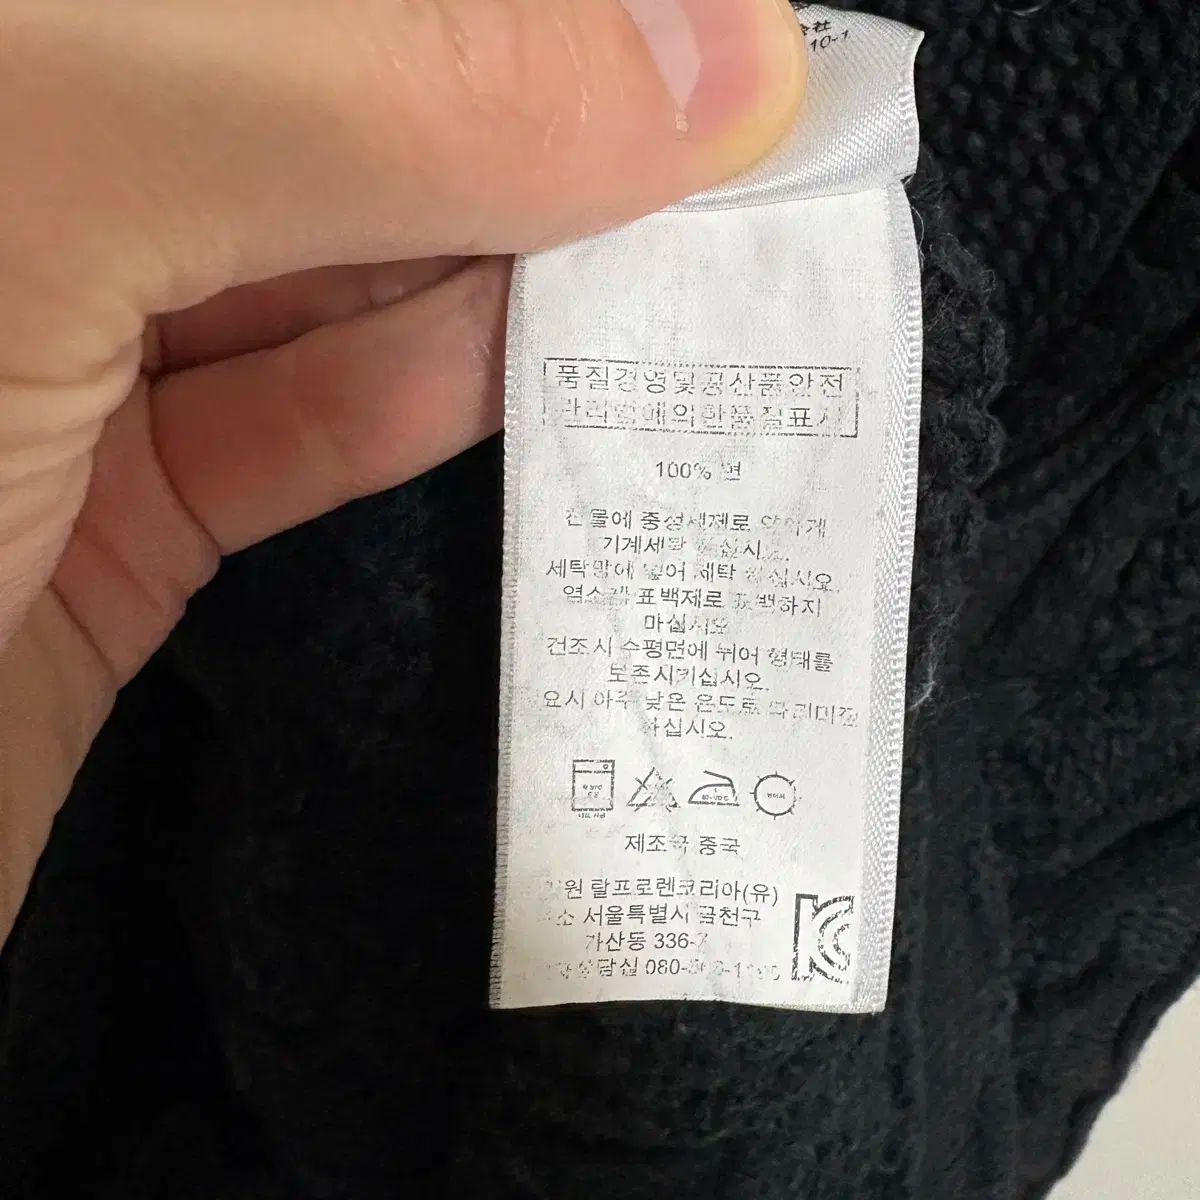 会社
10-1
품질경영및공산품안전
관리법에의한품질표시
100% 면
찬물에 중성세제로 약하게
기계세탁 하십시오.
세탁망에 넣어 세탁 하십시오
염소계 표백제로 표백하지
마십시오
건조시 수평면에 뉘어 형태를
보존시키십시오.
요시 아주 낮은 온도로 다리미질
하십시오.
제조국 중국
랄프로렌코리아(유)
서울특별시 금천구
가산동
KC